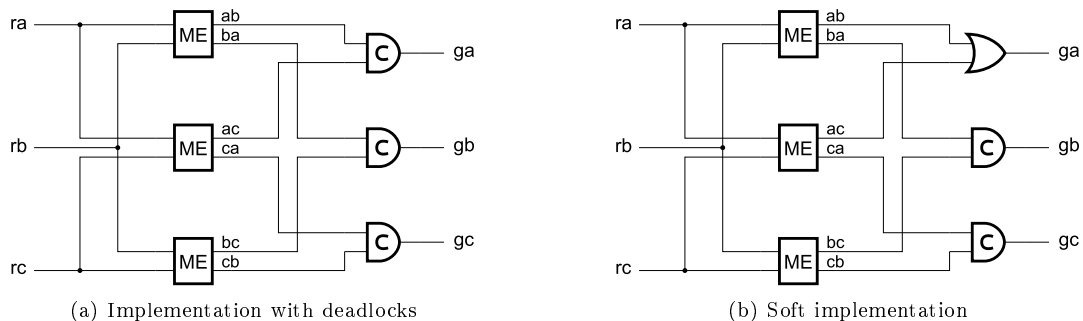 ra
ME
ab
ba
C
ga
rb
ME
ac
ca
C
gb
rc
ME
bc
cb
C
gc
(a) Implementation with deadlocks
ra
ME
ab
ba
ga
rb
ME
ac
ca
C
gb
rc
ME
bc
cb
C
gc
(b) Soft implementation